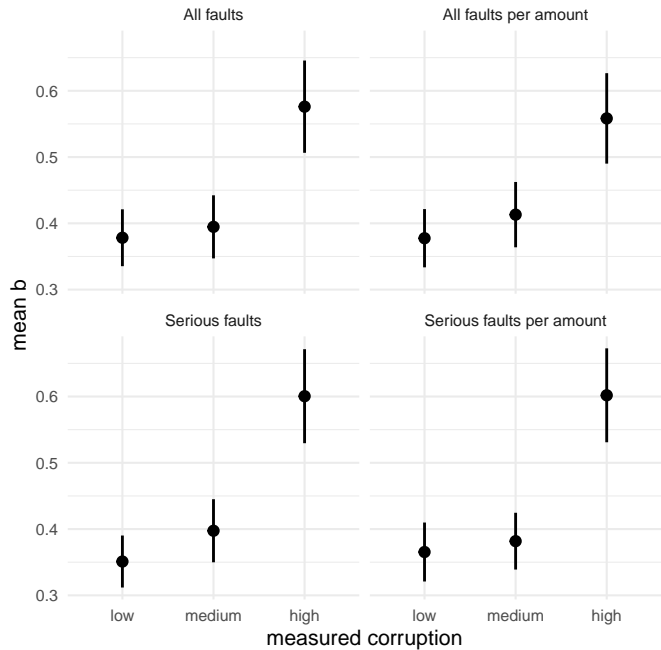 All faults
All faults per amount
0.6
0.5
0.4
0.3
mean b
Serious faults
Serious faults per amount
0.6
0.5
0.4
0.3
low medium high low medium high
measured corruption